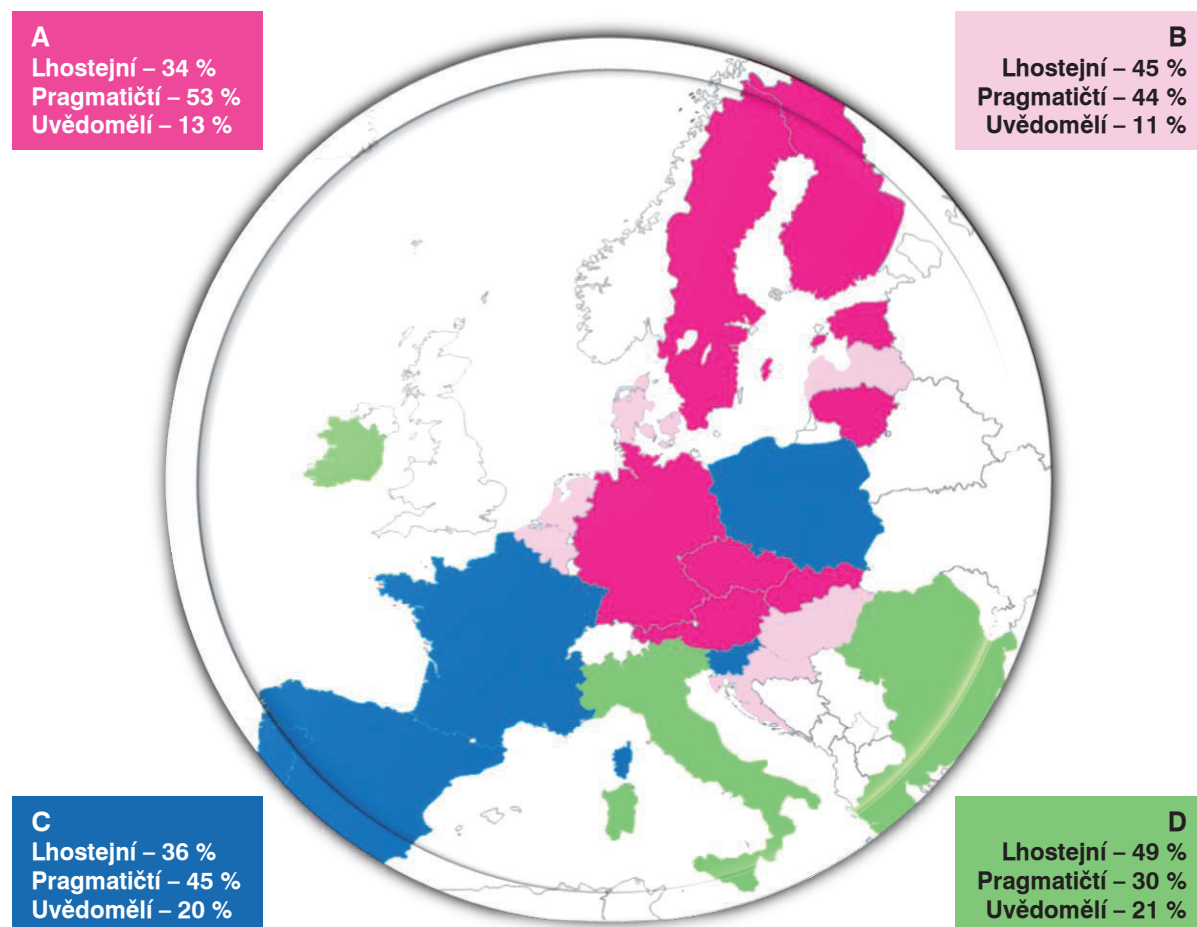 A
Lhostejní – 34 %
Pragmatičtí – 53 %
Uvědomělí – 13 %
B
Lhostejní – 45 %
Pragmatičtí – 44 %
Uvědomělí – 11 %
C
Lhostejní – 36 %
Pragmatičtí – 45 %
Uvědomělí – 20 %
D
Lhostejní – 49 %
Pragmatičtí – 30 %
Uvědomělí – 21 %